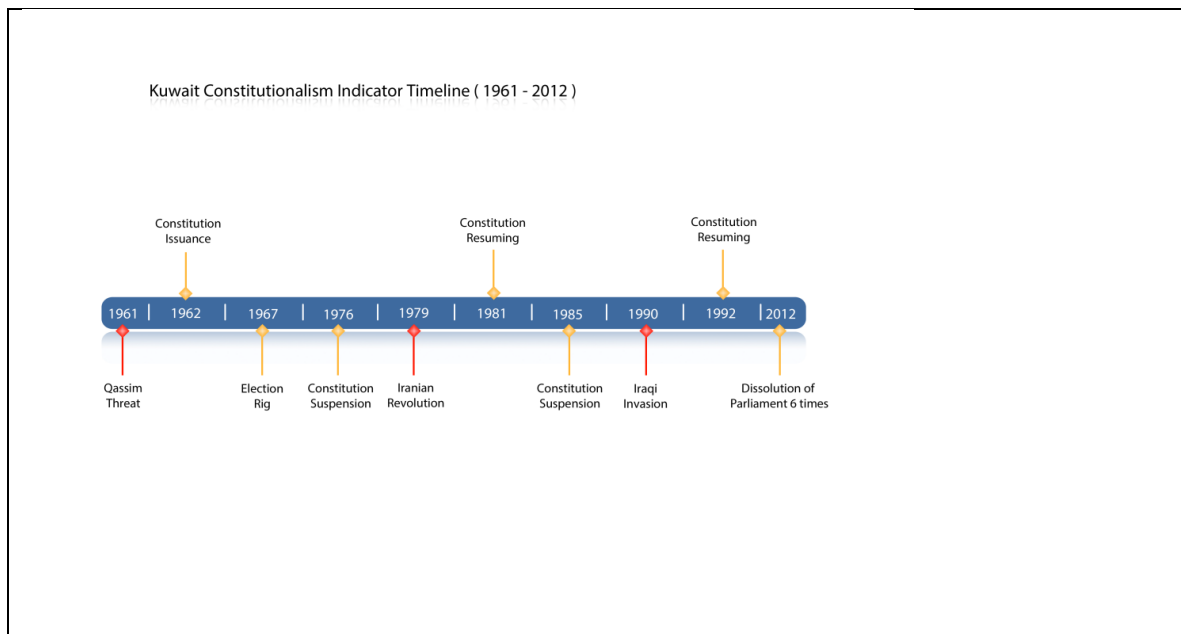 Kuwait Constitutionalism Indicator Timeline ( 1961 - 2012 )
Constitution
Issuance
Constitution
Resuming
Constitution
Resuming
1961 | 1962 | 1967 | 1976 | 1979 | 1981 | 1985 | 1990 | 1992 | 2012
Qassim
Threat
Election
Rig
Constitution
Suspension
Iranian
Revolution
Constitution
Suspension
Iraqi
Invasion
Dissolution of
Parliament 6 times